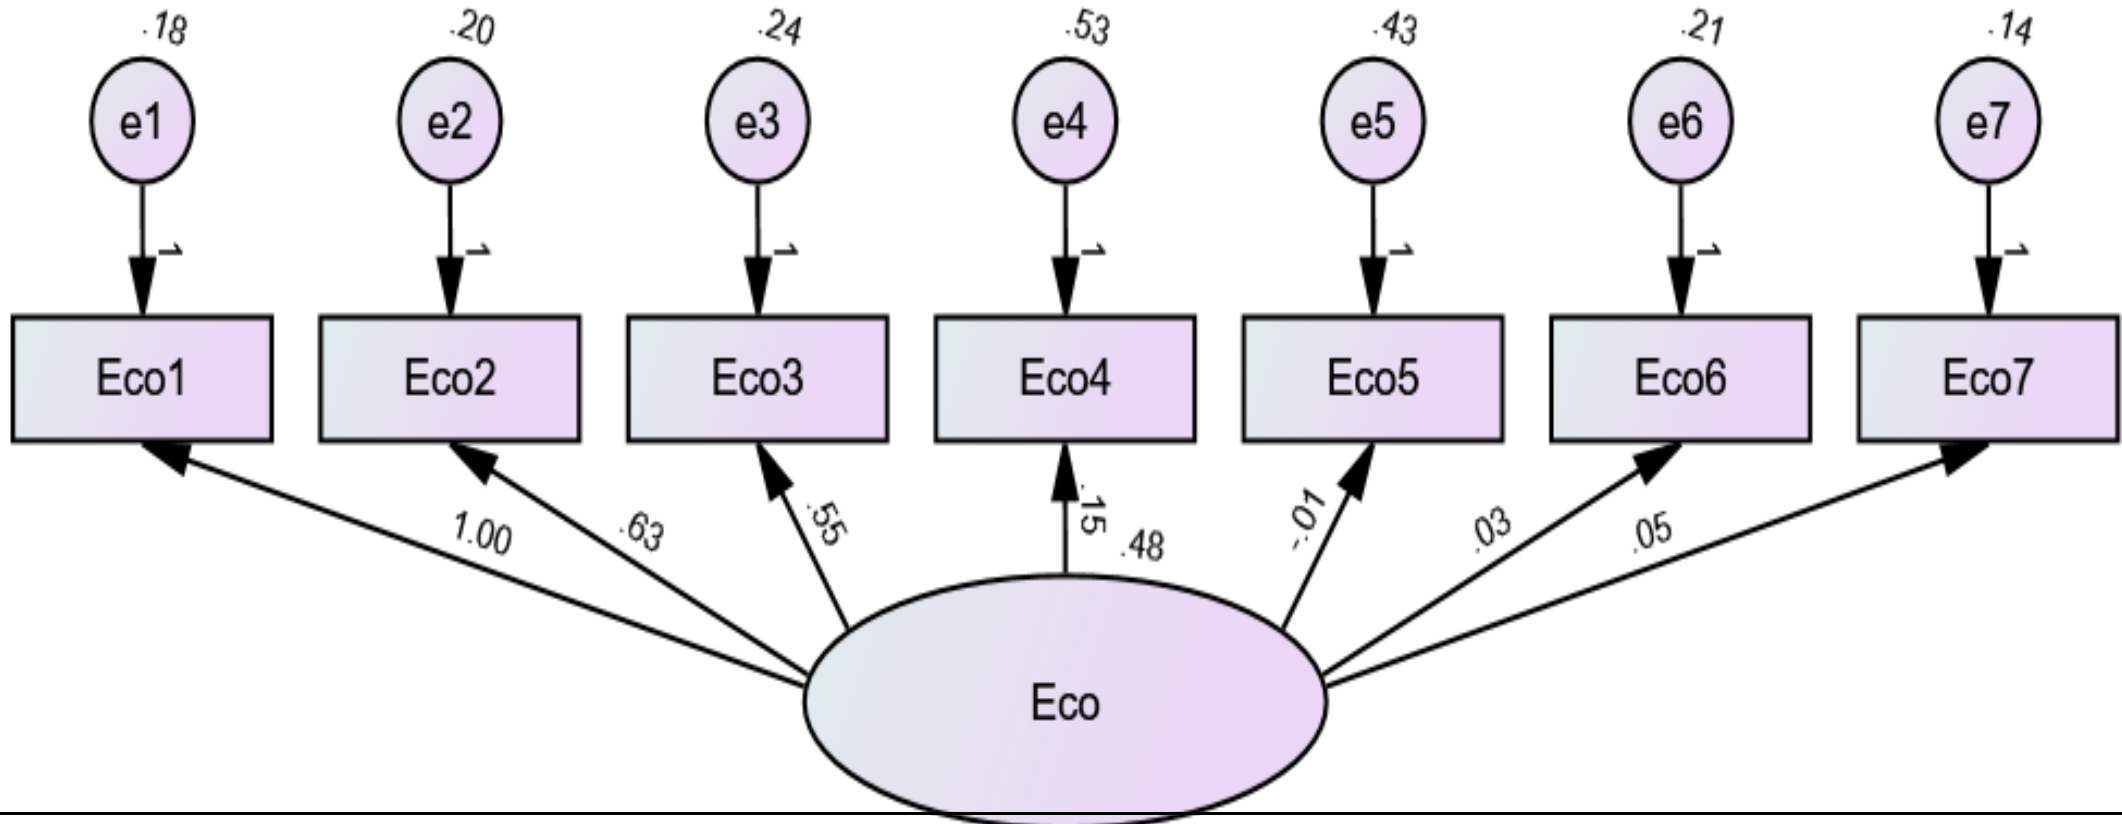 .18 .20 .24 .53 .43 .21 .14
e1 e2 e3 e4 e5 e6 e7
1 1 1 1 1 1 1
Eco1 Eco2 Eco3 Eco4 Eco5 Eco6 Eco7
1.00 .63 .55 .15 .48 -.01 .03 .05
Eco